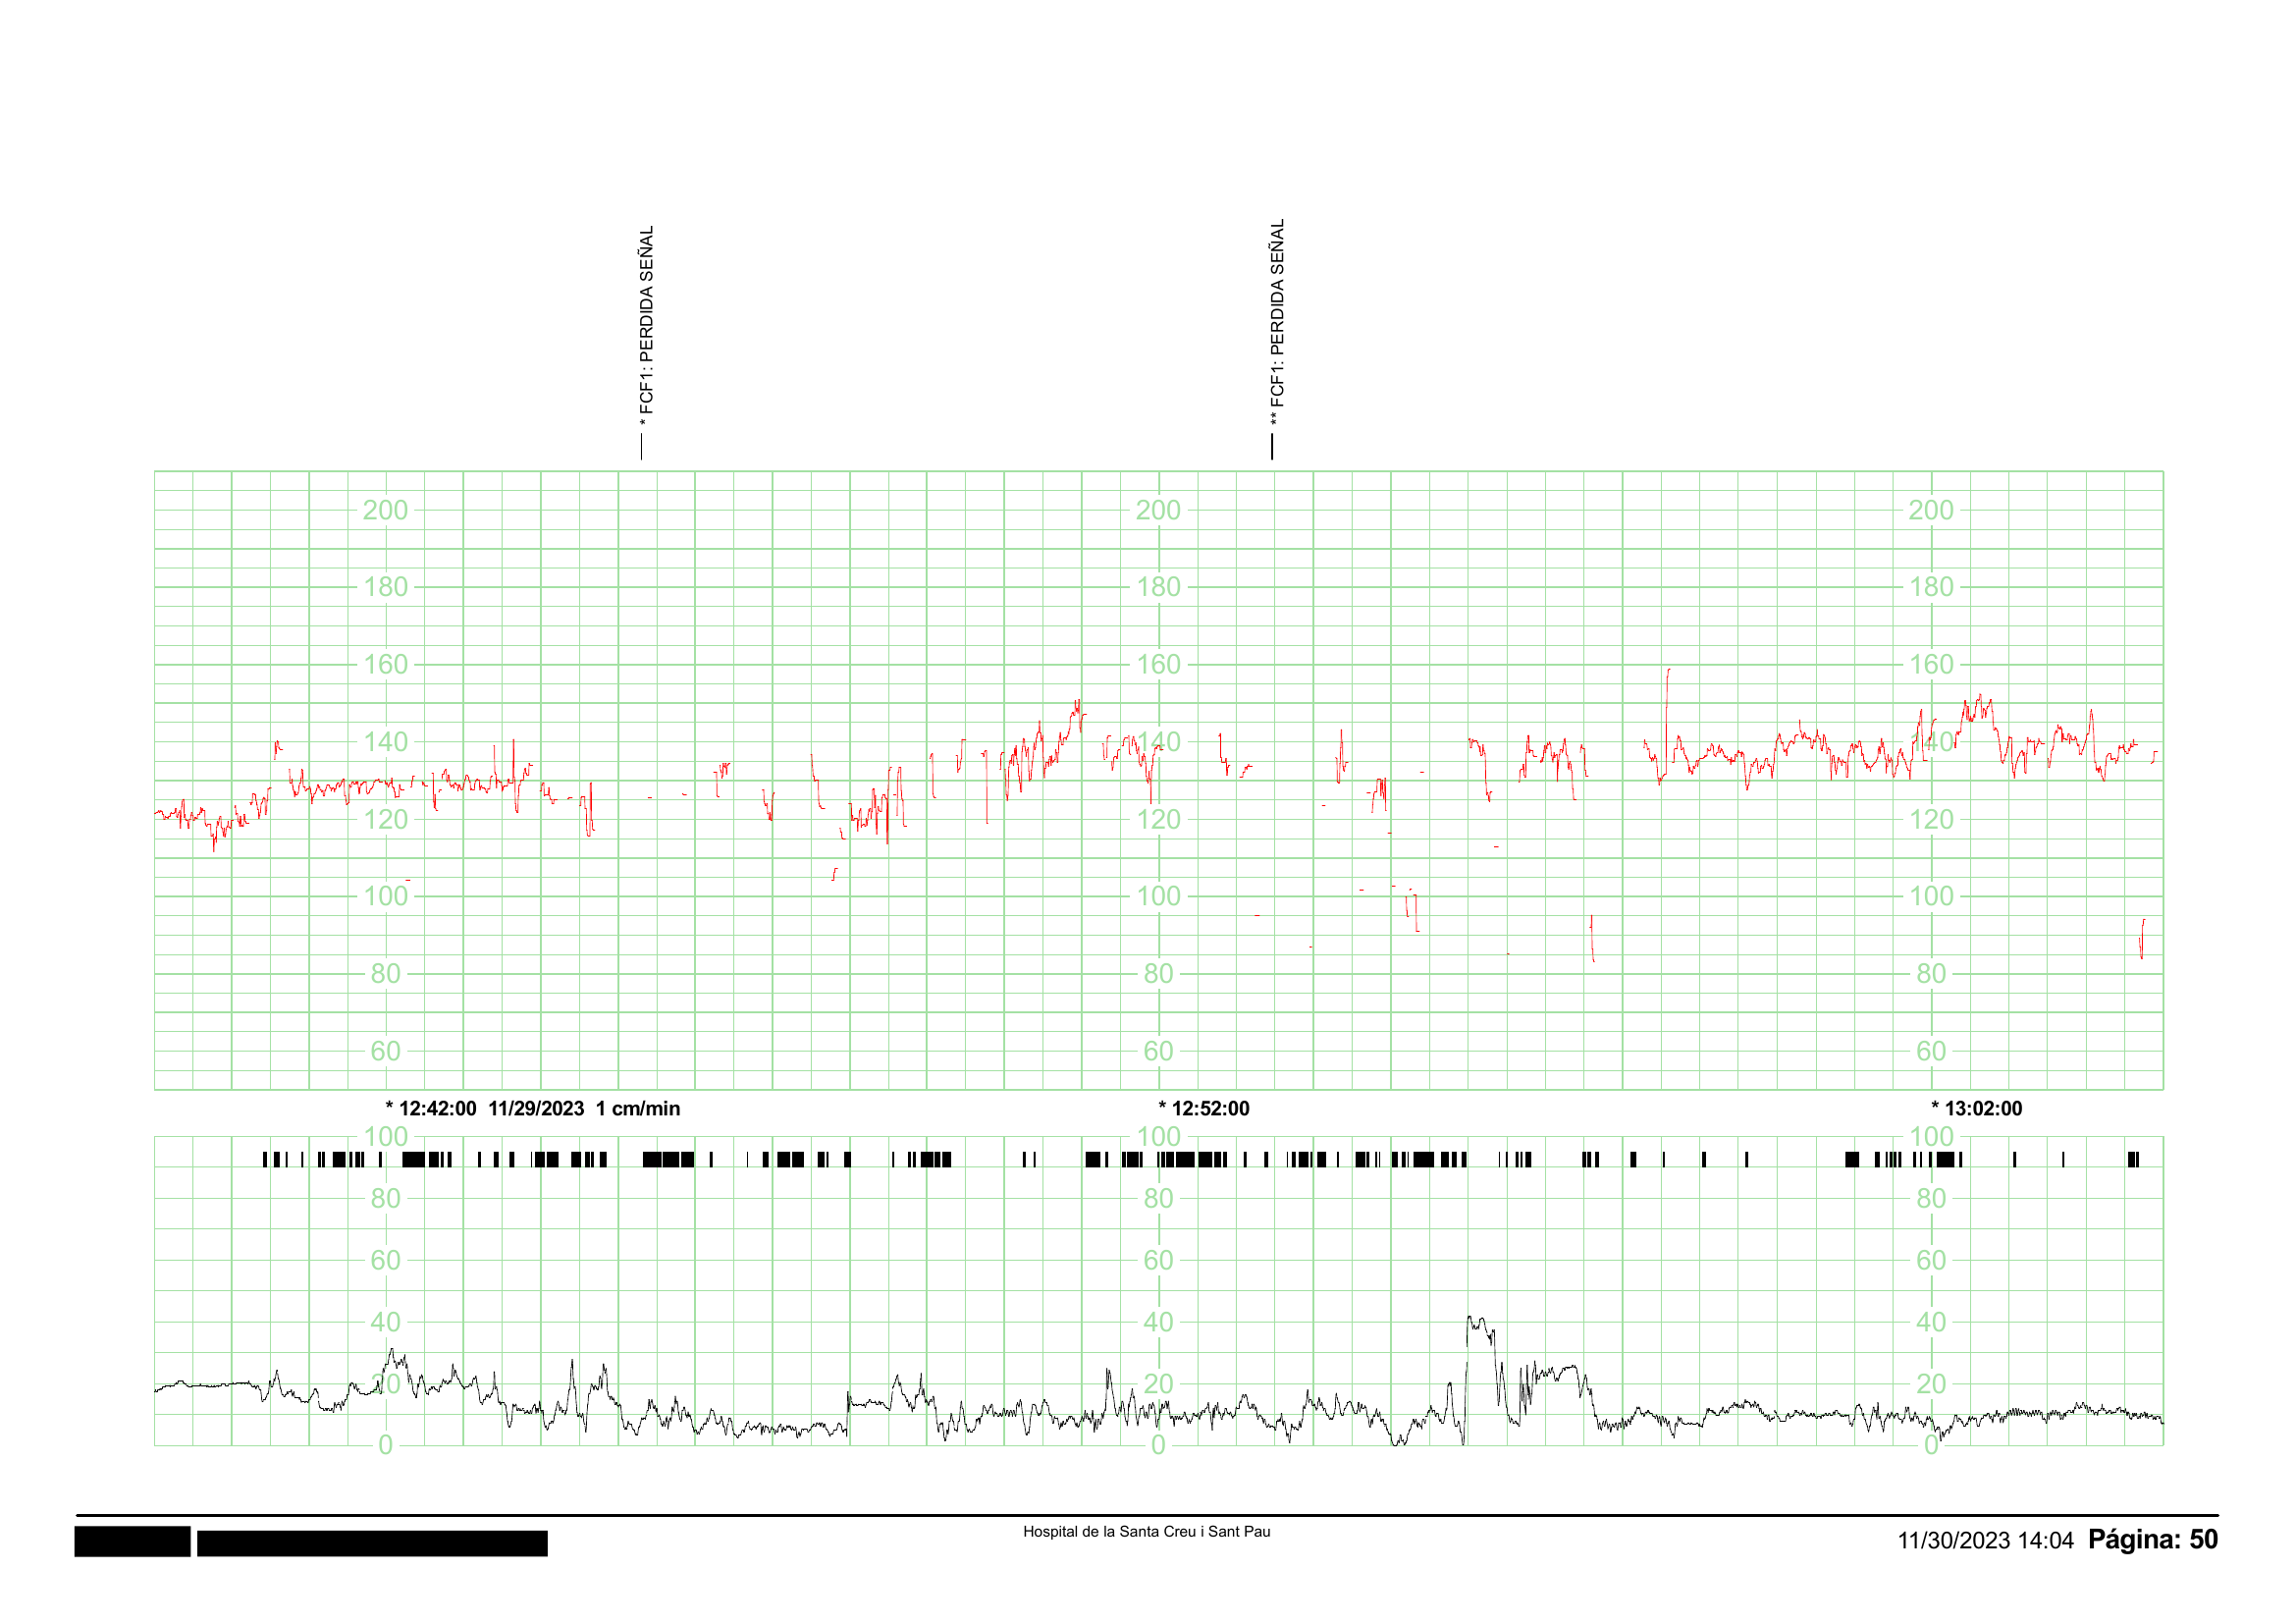 * FCF1: PERDIDA SEÑAL
** FCF1: PERDIDA SEÑAL
200 200 200
180 180 180
160 160 160
140 140 140
120 120 120
100 100 100
80 80 80
60 60 60
* 12:42:00 11/29/2023 1 cm/min * 12:52:00 * 13:02:00
100 100 100
80 80 80
60 60 60
40 40 40
20 20 20
0 0 0
Hospital de la Santa Creu i Sant Pau
11/30/2023 14:04 Página: 50